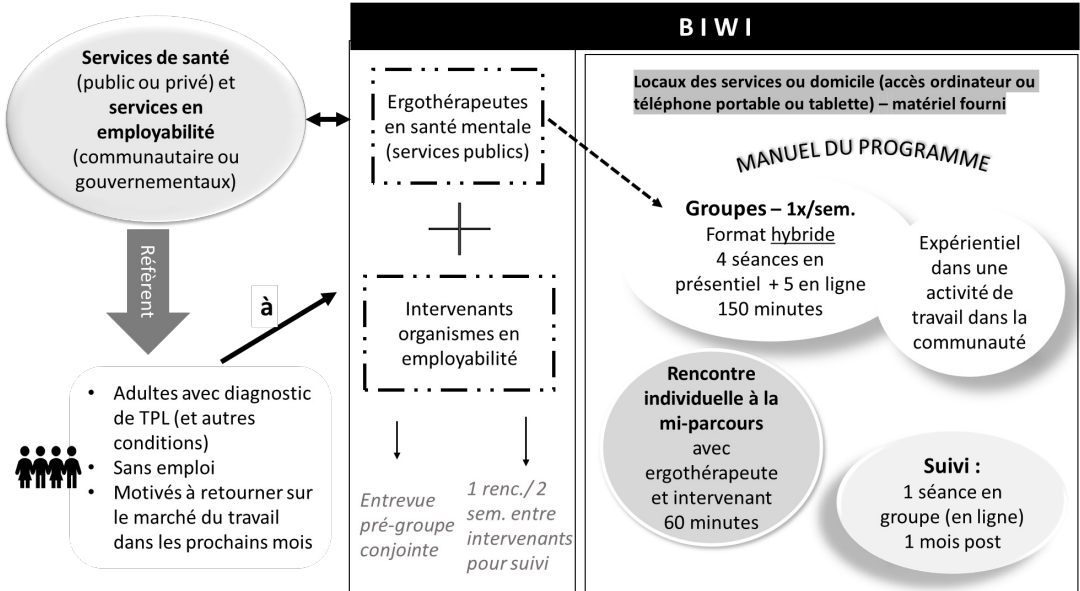 BIWI
Services de santé
(public ou privé) et
services en
employabilité
(communautaire ou
gouvernementaux)
Réfèrent
à
• Adultes avec diagnostic
de TPL (et autres
conditions)
• Sans emploi
• Motivés à retourner sur
le marché du travail
dans les prochains mois
Ergothérapeutes
en santé mentale
(services publics)
Intervenants
organismes en
employabilité
Entrevue
pré-groupe
conjointe
1 renc./ 2
sem. entre
intervenants
pour suivi
Locaux des services ou domicile (accès ordinateur ou
téléphone portable ou tablette) – matériel fourni
MANUEL DU PROGRAMME
Groupes – 1x/sem.
Format hybride
4 séances en
présentiel + 5 en ligne
150 minutes
Expérientiel
dans une
activité de
travail dans la
communauté
Rencontre
individuelle à la
mi-parcours
avec
ergothérapeute
et intervenant
60 minutes
Suivi :
1 séance en
groupe (en ligne)
1 mois post